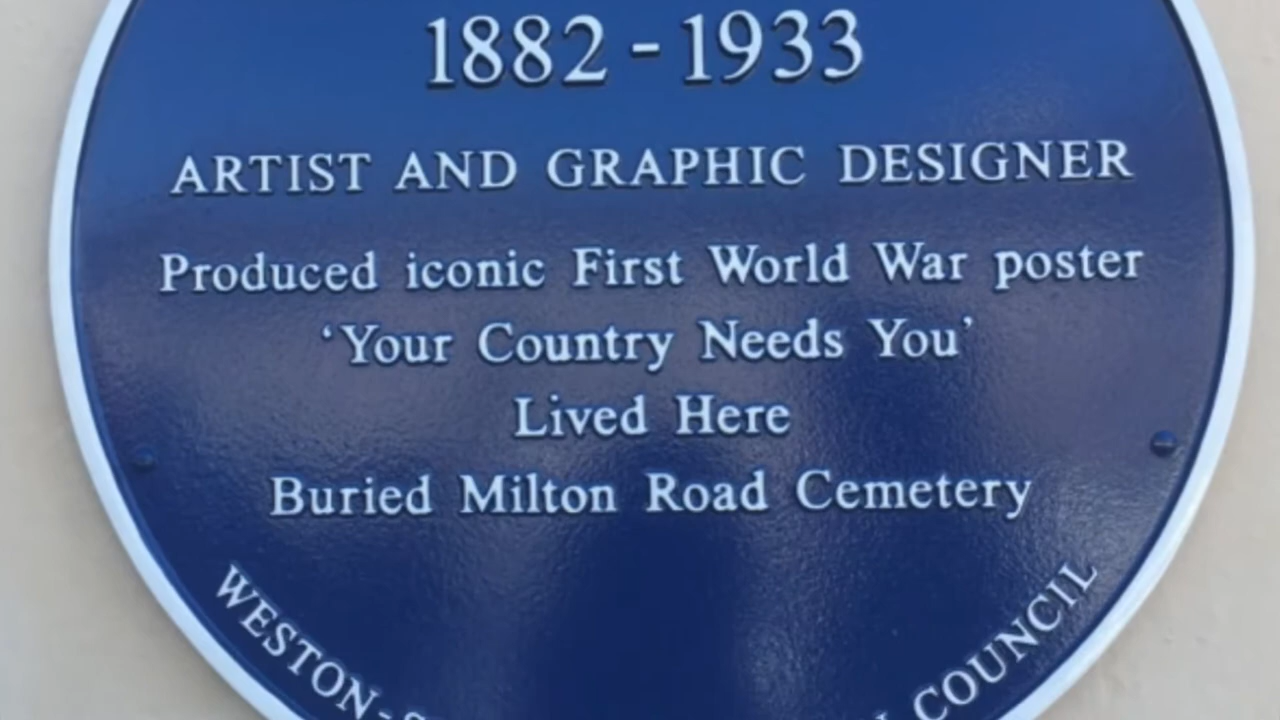 1882 - 1933
ARTIST AND GRAPHIC DESIGNER
Produced iconic First World War poster
‘Your Country Needs You’
Lived Here
Buried Milton Road Cemetery
WESTON-
COUNCIL